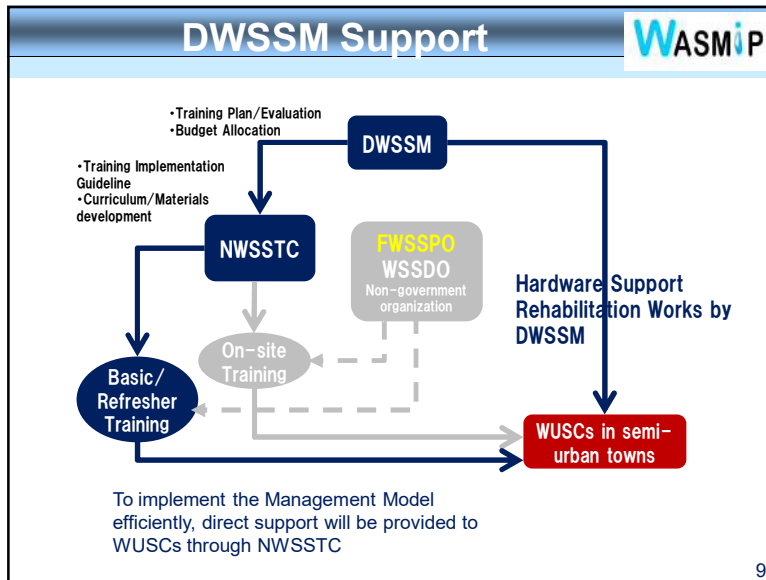 DWSSM Support
WASMiP
・Training Plan/Evaluation
・Budget Allocation
DWSSM
・Training Implementation
Guideline
・Curriculum/Materials
development
NWSSTC
FWSSPO
WSSDO
Non-government
organization
Hardware Support
Rehabilitation Works by
DWSSM
On-site
Training
Basic/
Refresher
Training
WUSCs in semi-
urban towns
To implement the Management Model
efficiently, direct support will be provided to
WUSCs through NWSSTC
9